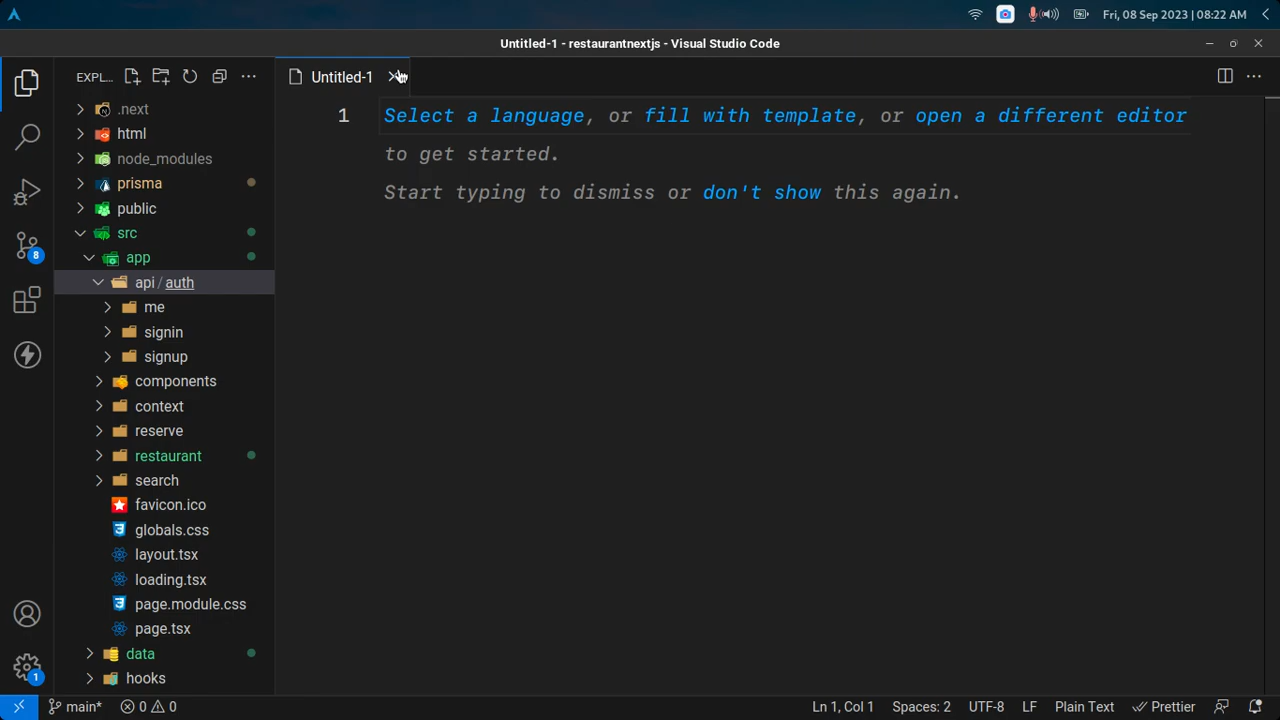 Fri, 08 Sep 2023 | 08:22 AM
Untitled-1 - restaurantnextjs - Visual Studio Code
EXPL...
Untitled-1
.next
html
node_modules
prisma
public
src
app
api / auth
me
signin
signup
components
context
reserve
restaurant
search
favicon.ico
globals.css
layout.tsx
loading.tsx
page.module.css
page.tsx
data
hooks
1 Select a language, or fill with template, or open a different editor
to get started.
Start typing to dismiss or don't show this again.
8
1
main* 0 0 Ln 1, Col 1 Spaces: 2 UTF-8 LF Plain Text Prettier